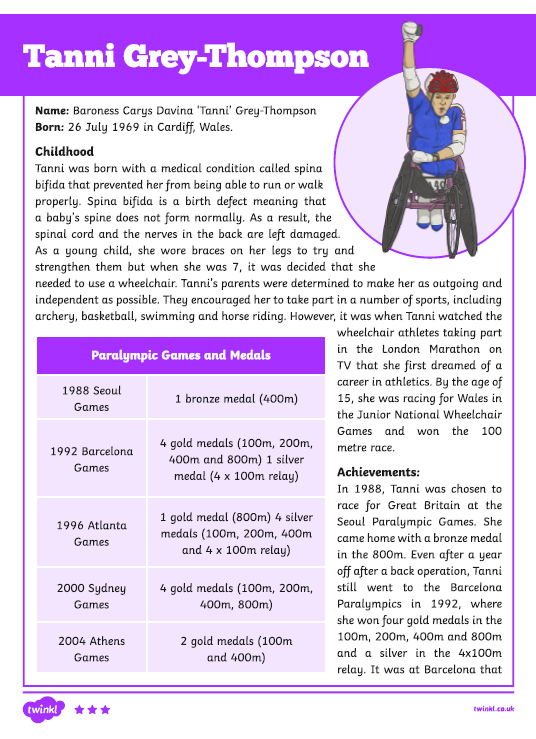 Tanni Grey-Thompson
Name: Baroness Carys Davina ‘Tanni’ Grey-Thompson
Born: 26 July 1969 in Cardiff, Wales.
Childhood
Tanni was born with a medical condition called spina
bifida that prevented her from being able to run or walk
properly. Spina bifida is a birth defect meaning that
a baby’s spine does not form normally. As a result, the
spinal cord and the nerves in the back are left damaged.
As a young child, she wore braces on her legs to try and
strengthen them but when she was 7, it was decided that she
needed to use a wheelchair. Tanni’s parents were determined to make her as outgoing and
independent as possible. They encouraged her to take part in a number of sports, including
archery, basketball, swimming and horse riding. However, it was when Tanni watched the
wheelchair athletes taking part
in the London Marathon on
TV that she first dreamed of a
career in athletics. By the age of
15, she was racing for Wales in
the Junior National Wheelchair
Games and won the 100
metre race.
Paralympic Games and Medals
1988 Seoul
Games
1 bronze medal (400m)
1992 Barcelona
Games
4 gold medals (100m, 200m,
400m and 800m) 1 silver
medal (4 x 100m relay)
1996 Atlanta
Games
1 gold medal (800m) 4 silver
medals (100m, 200m, 400m
and 4 x 100m relay)
2000 Sydney
Games
4 gold medals (100m, 200m,
400m, 800m)
2004 Athens
Games
2 gold medals (100m
and 400m)
Achievements:
In 1988, Tanni was chosen to
race for Great Britain at the
Seoul Paralympic Games. She
came home with a bronze medal
in the 800m. Even after a year
off after a back operation, Tanni
still went to the Barcelona
Paralympics in 1992, where
she won four gold medals in the
100m, 200m, 400m and 800m
and a silver in the 4x100m
relay. It was at Barcelona that
twinkl
twinkl.co.uk